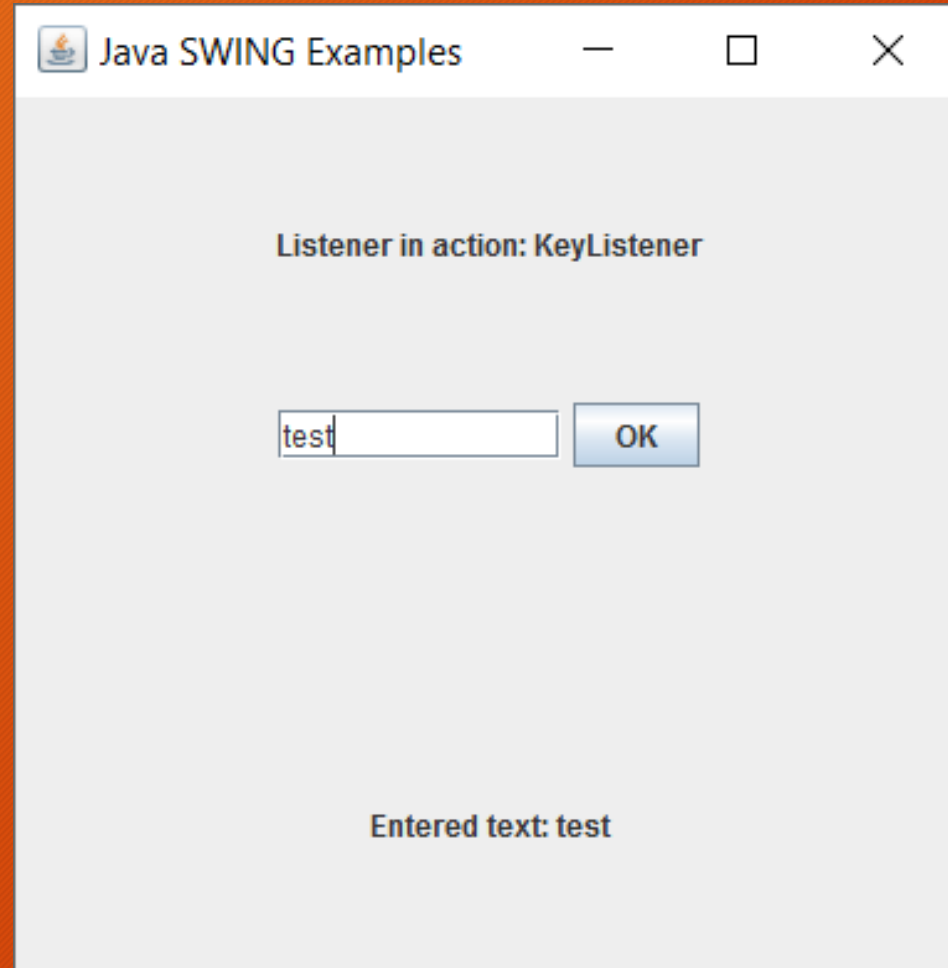 Java SWING Examples
Listener in action: KeyListener
test
OK
Entered text: test